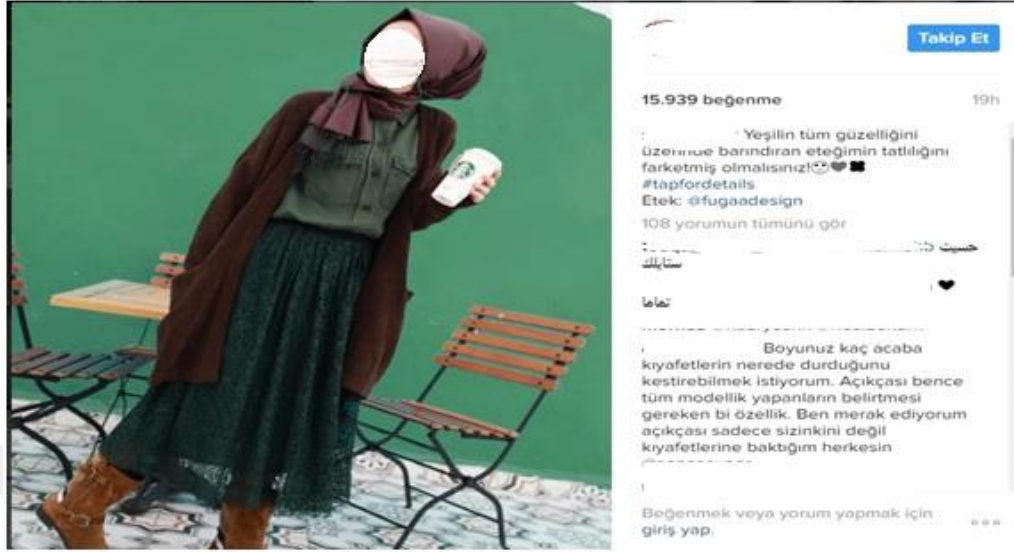 Takip Et
15.939 beğenme
19h
Yeşilin tüm güzelliğini
üzerinde barındıran eteğimin tatlılığını
farketmiş olmalısınız!🙄❤✖
#tapfordetails
Etek: @fugaadesign
108 yorumun tümünü gör
حسيت
ستايلك
♥
تماما
Boyunuz kaç acaba
kıyafetlerin nerede durduğunu
kestirebilmek istiyorum. Açıkçası bence
tüm modellik yapanların belirtmesi
gereken bi özellik. Ben merak ediyorum
açıkçası sadece sizinkini değil
kıyafetlerine baktığım herkesin
Beğenmek veya yorum yapmak için
giriş yap.